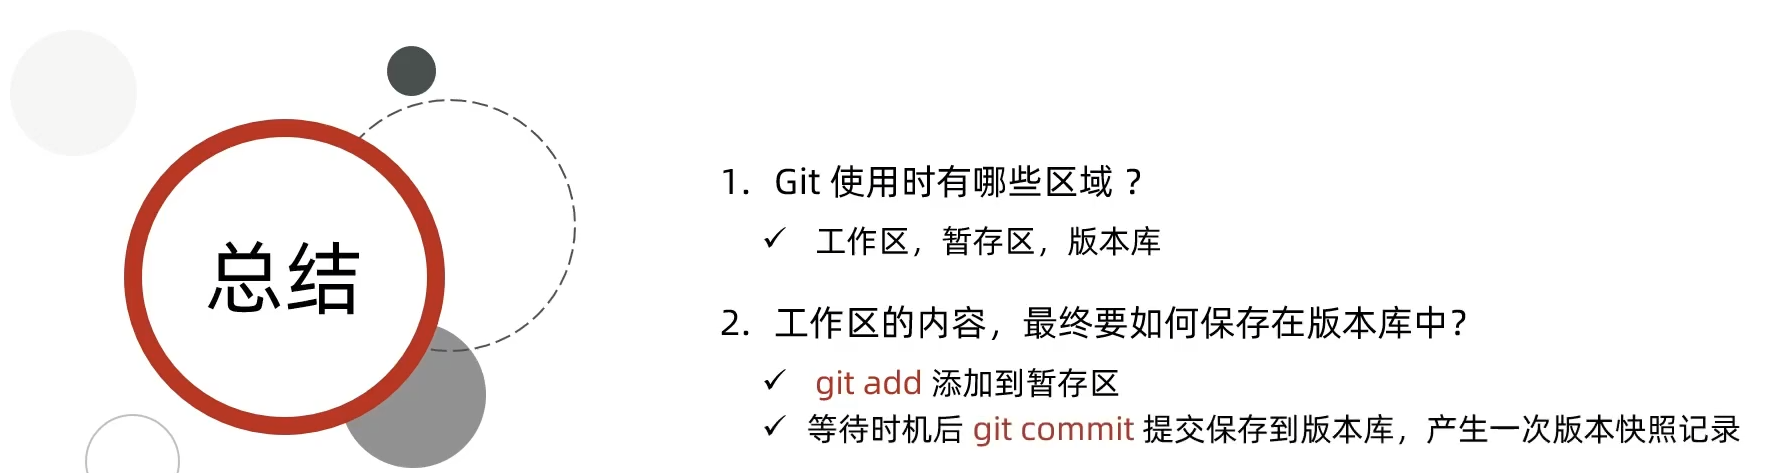 总结
1. Git 使用时有哪些区域 ？
✓ 工作区，暂存区，版本库
2. 工作区的内容，最终要如何保存在版本库中？
✓ git add 添加到暂存区
✓ 等待时机后 git commit 提交保存到版本库，产生一次版本快照记录